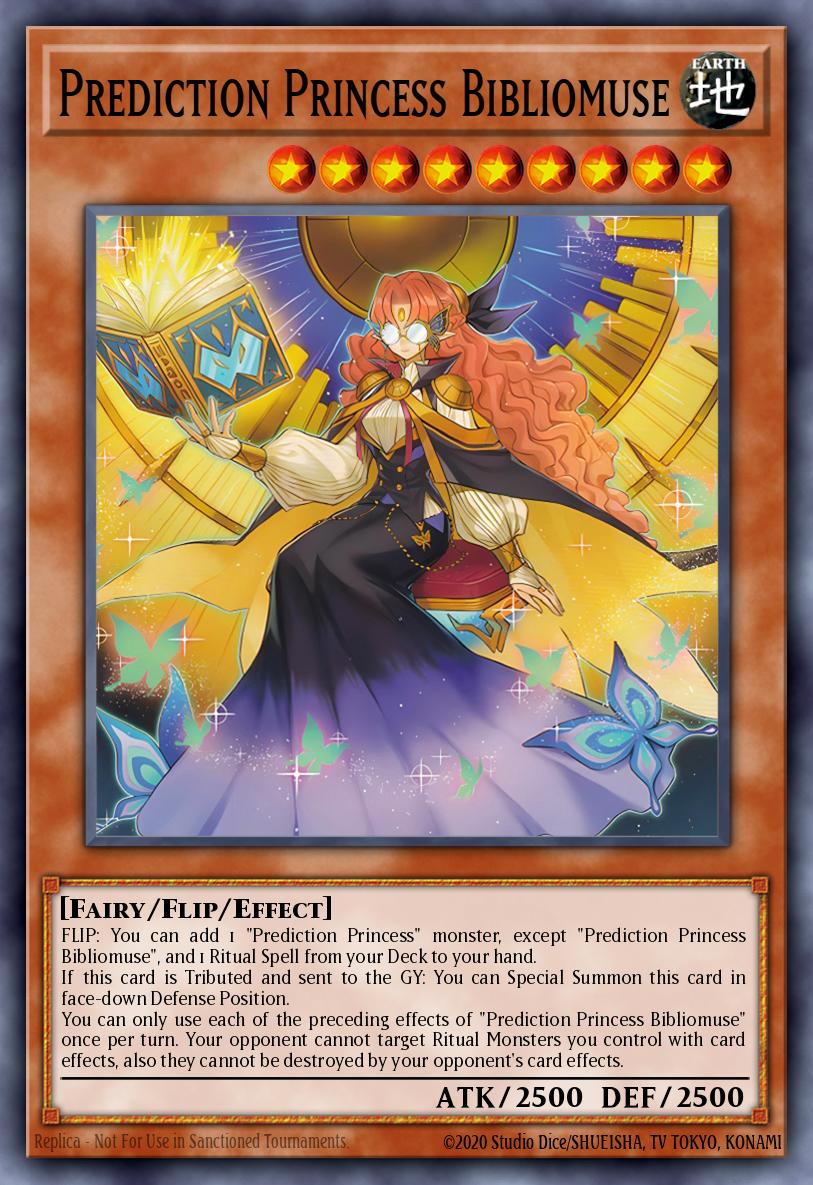 Prediction Princess Bibliomuse
EARTH
地
[Fairy/Flip/Effect]
FLIP: You can add 1 "Prediction Princess" monster, except "Prediction Princess
Bibliomuse", and 1 Ritual Spell from your Deck to your hand.
If this card is Tributed and sent to the GY: You can Special Summon this card in
face-down Defense Position.
You can only use each of the preceding effects of "Prediction Princess Bibliomuse"
once per turn. Your opponent cannot target Ritual Monsters you control with card
effects, also they cannot be destroyed by your opponent's card effects.
ATK/2500 DEF/2500
Replica - Not For Use in Sanctioned Tournaments.
©2020 Studio Dice/SHUEISHA, TV TOKYO, KONAMI